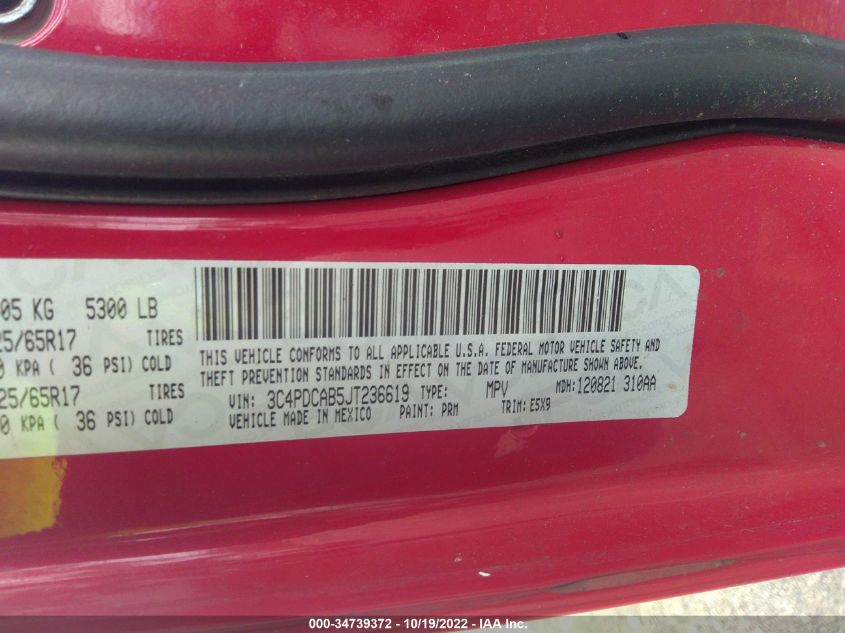 05 KG 5300 LB
25/65R17 TIRES
0 KPA ( 36 PSI) COLD
25/65R17 TIRES
0 KPA ( 36 PSI) COLD
THIS VEHICLE CONFORMS TO ALL APPLICABLE U.S.A. FEDERAL MOTOR VEHICLE SAFETY AND
THEFT PREVENTION STANDARDS IN EFFECT ON THE DATE OF MANUFACTURE SHOWN ABOVE.
VIN: 3C4PDCAB5JT236619 TYPE: MPV MDH:120821 310AA
VEHICLE MADE IN MEXICO PAINT: PRM TRIM: E5X9
000-34739372 - 10/19/2022 - IAA Inc.